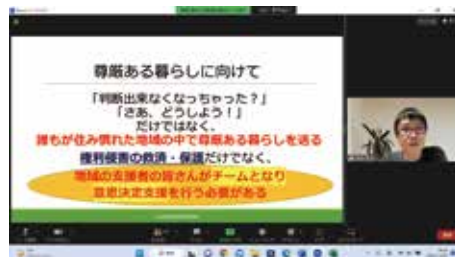 尊厳ある暮らしに向けて
「判断出来なくなっちゃった？」
「さあ、どうしよう！」
だけではなく、
誰もが住み慣れた地域の中で尊厳ある暮らしを送る
権利侵害の救済・保護だけでなく、
地域の支援者の皆さんがチームとなり
意思決定支援を行う必要がある